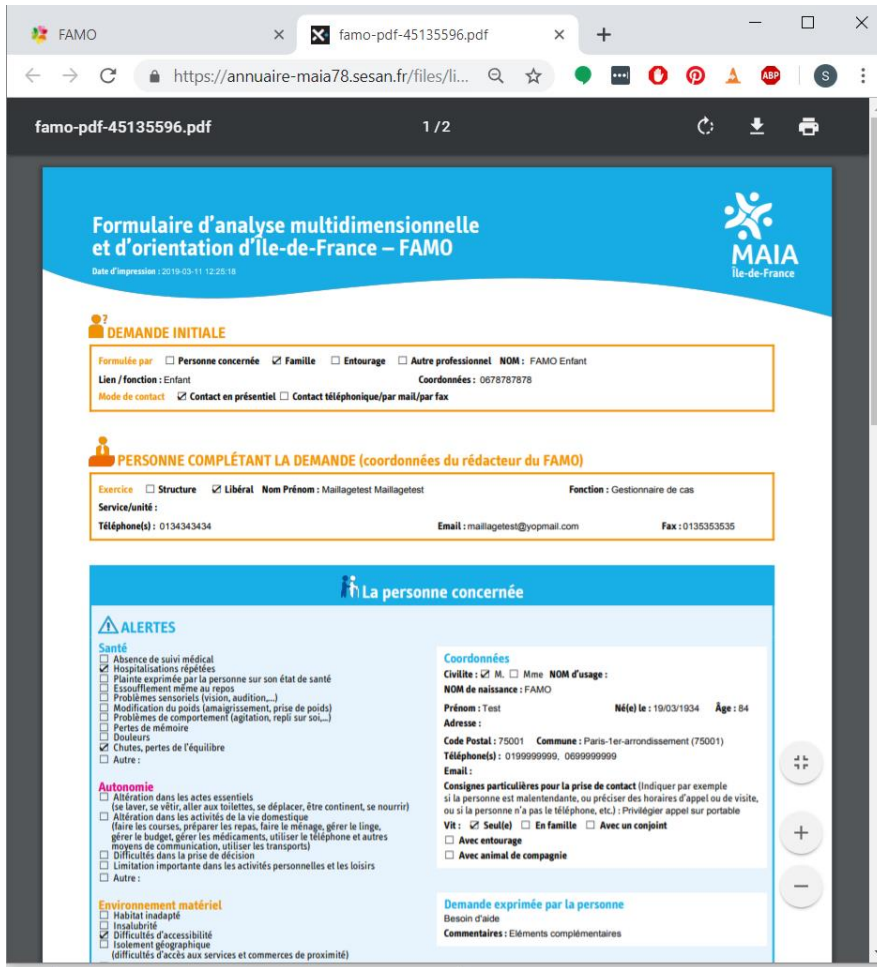 FAMO
famo-pdf-45135596.pdf
https://annuaire-maia78.sesan.fr/files/li...
ABP
S
famo-pdf-45135596.pdf
1 / 2
Formulaire d'analyse multidimensionnelle
et d'orientation d'Île-de-France – FAMO
Date d'impression : 2019-03-11 12:25:18
MAIA
Île-de-France
DEMANDE INITIALE
Formulée par Personne concernée Famille Entourage Autre professionnel NOM : FAMO Enfant
Lien / fonction : Enfant Coordonnées : 0678787878
Mode de contact Contact en présentiel Contact téléphonique/par mail/par fax
PERSONNE COMPLÉTANT LA DEMANDE (coordonnées du rédacteur du FAMO)
Exercice Structure Libéral Nom Prénom : Maillagetest Maillagetest Fonction : Gestionnaire de cas
Service/unité :
Téléphone(s) : 0134343434 Email : maillagetest@yopmail.com Fax : 0135353535
La personne concernée
ALERTES
Santé
Absence de suivi médical
Hospitalisations répétées
Plainte exprimée par la personne sur son état de santé
Essoufflement même au repos
Problèmes sensoriels (vision, audition,...)
Modification du poids (amaigrissement, prise de poids)
Problèmes de comportement (agitation, repli sur soi,...)
Pertes de mémoire
Douleurs
Chutes, pertes de l'équilibre
Autre :
Autonomie
Altération dans les actes essentiels
(se laver, se vêtir, aller aux toilettes, se déplacer, être continent, se nourrir)
Altération dans les activités de la vie domestique
(faire les courses, préparer les repas, faire le ménage, gérer le linge,
gérer le budget, gérer les médicaments, utiliser le téléphone et autres
moyens de communication, utiliser les transports)
Difficultés dans la prise de décision
Limitation importante dans les activités personnelles et les loisirs
Autre :
Environnement matériel
Habitat inadapté
Insalubrité
Difficultés d'accessibilité
Isolement géographique
(difficultés d'accès aux services et commerces de proximité)
Coordonnées
Civilite : M. Mme NOM d'usage :
NOM de naissance : FAMO
Prénom : Test Né(e) le : 19/03/1934 Âge : 84
Adresse :
Code Postal : 75001 Commune : Paris-1er-arrondissement (75001)
Téléphone(s) : 0199999999, 0699999999
Email :
Consignes particulières pour la prise de contact (Indiquer par exemple
si la personne est malentendante, ou préciser des horaires d'appel ou de visite,
ou si la personne n'a pas le téléphone, etc.) : Privilégier appel sur portable
Vit : Seul(e) En famille Avec un conjoint
Avec entourage
Avec animal de compagnie
Demande exprimée par la personne
Besoin d'aide
Commentaires : Eléments complémentaires